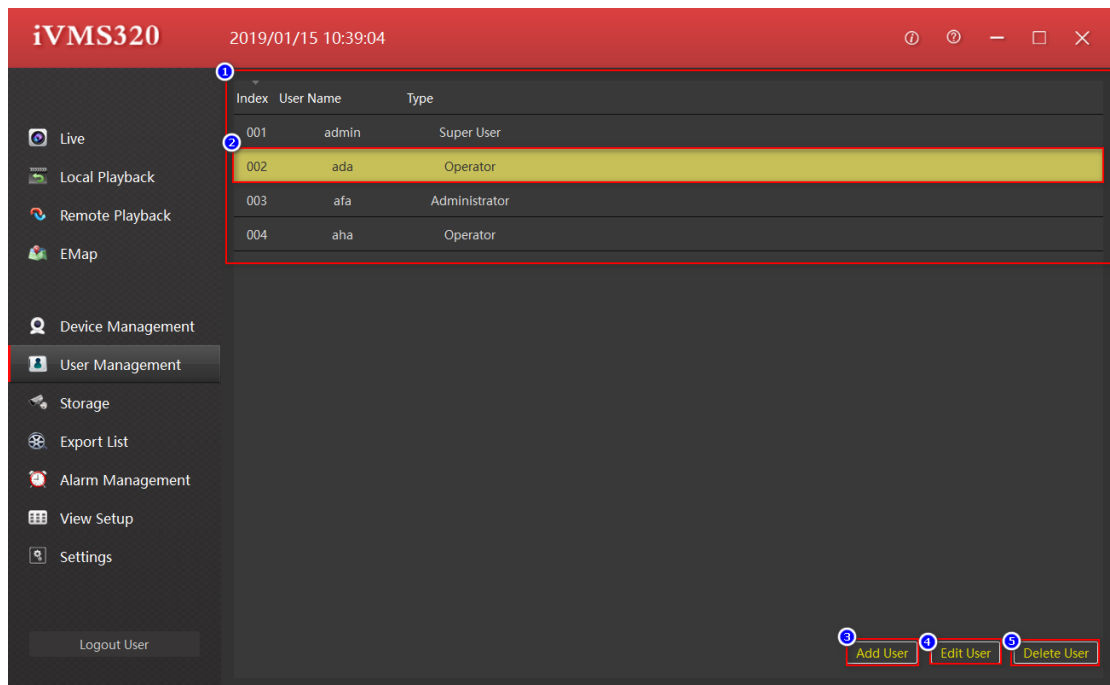 iVMS320 2019/01/15 10:39:04
1
Index User Name Type
001 admin Super User
2
002 ada Operator
003 afa Administrator
004 aha Operator
Live
Local Playback
Remote Playback
EMap
Device Management
User Management
Storage
Export List
Alarm Management
View Setup
Settings
Logout User
3 4 5
Add User Edit User Delete User